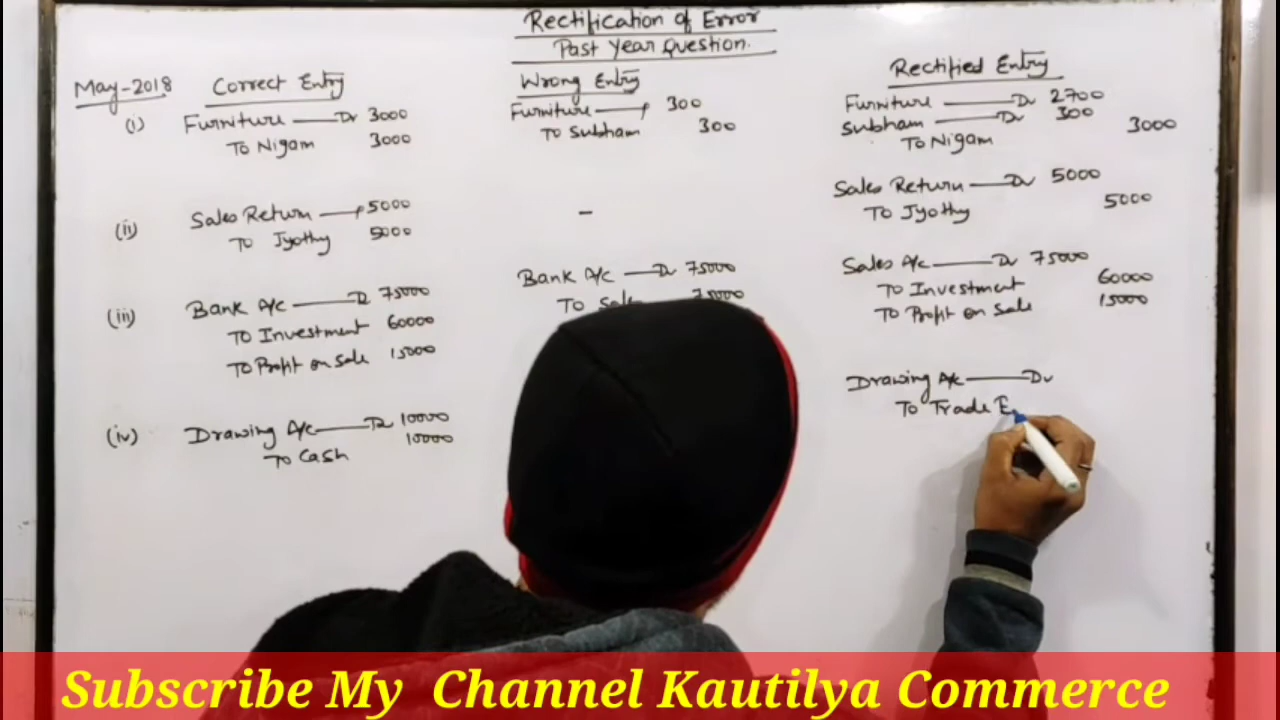 Rectification of Error
Past Year Question.
May-2018
Correct Entry
Wrong Entry
Rectified Entry
(i)
Furniture Dr 3000
To Nigam 3000
Furniture 300
To Subham 300
Furniture Dr 2700
Subham Dr 300
To Nigam 3000
(ii)
Sales Return 5000
To Jyothy 5000
-
Sales Return Dr 5000
To Jyothy 5000
(iii)
Bank A/c Dr 75000
To Investment 60000
To Profit on Sale 15000
Bank A/c Dr 75000
To 75000
Sales A/c Dr 75000
To Investment 60000
To Profit on Sale 15000
(iv)
Drawing A/c Dr 10000
To Cash 10000
Drawing A/c Dr
To Trade E
Subscribe My Channel Kautilya Commerce